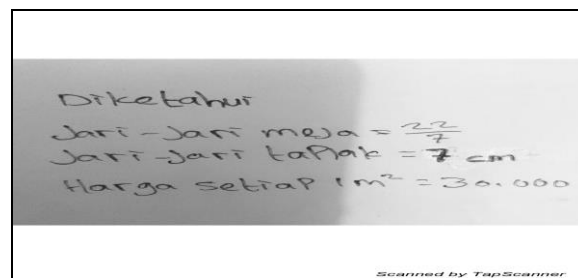 Diketahui
Jari-Jari meja = 22/7
Jari-Jari taplak = 7 cm
Harga setiap 1 m² = 30.000
Scanned by TapScanner